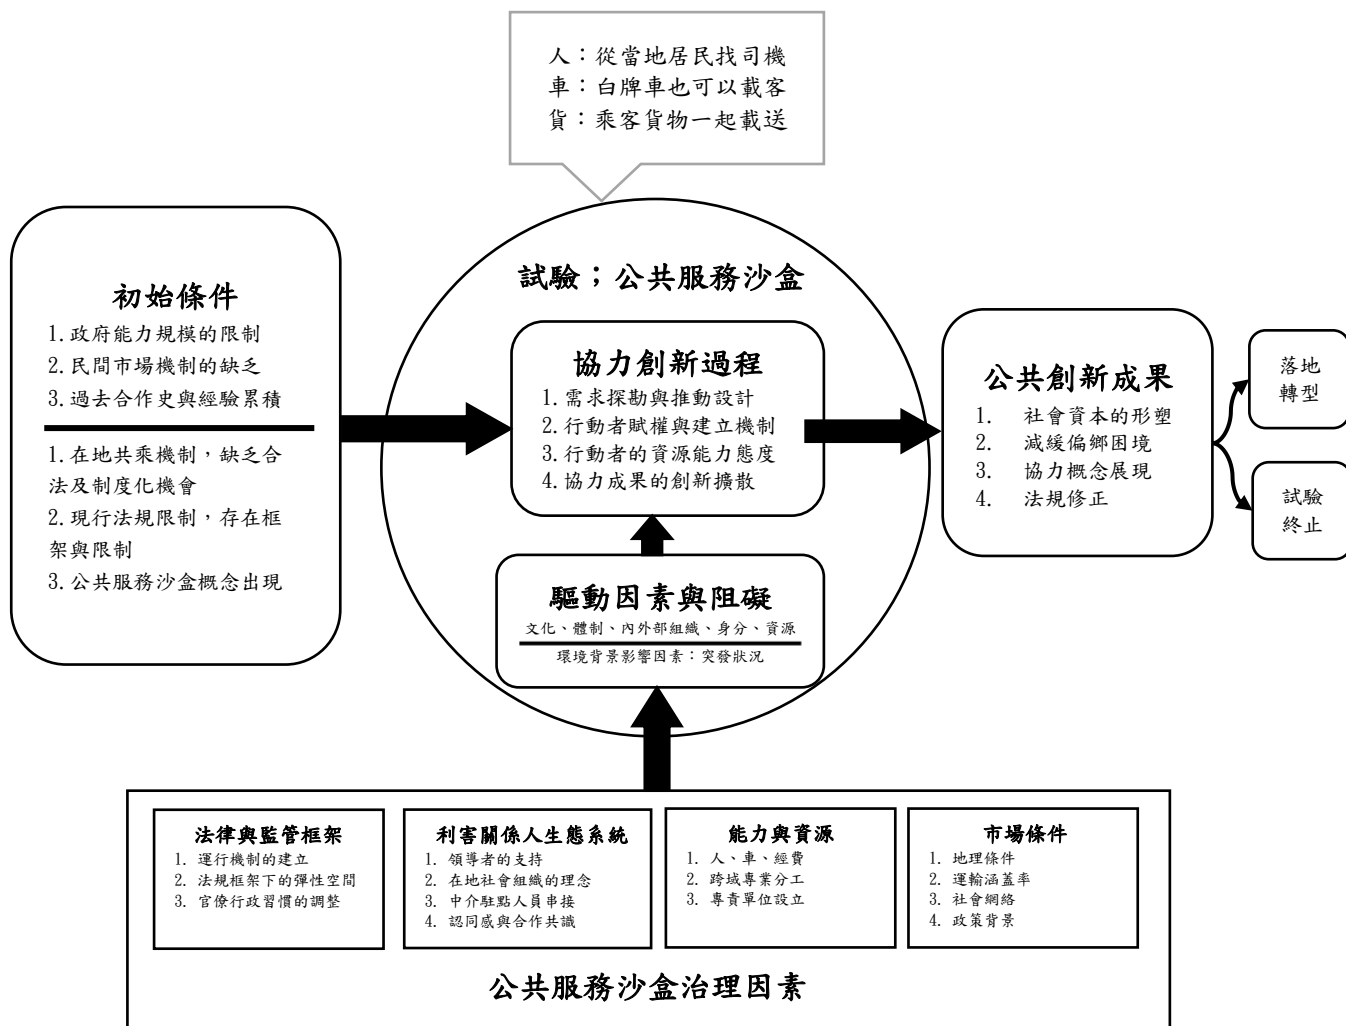 人：從當地居民找司機
車：白牌車也可以載客
貨：乘客貨物一起載送
初始條件
1.政府能力規模的限制
2.民間市場機制的缺乏
3.過去合作史與經驗累積
1.在地共乘機制，缺乏合
法及制度化機會
2.現行法規限制，存在框
架與限制
3.公共服務沙盒概念出現
試驗；公共服務沙盒
協力創新過程
1.需求探勘與推動設計
2.行動者賦權與建立機制
3.行動者的資源能力態度
4.協力成果的創新擴散
驅動因素與阻礙
文化、體制、內外部組織、身分、資源
環境背景影響因素：突發狀況
公共創新成果
1. 社會資本的形塑
2. 減緩偏鄉困境
3. 協力概念展現
4. 法規修正
落地
轉型
試驗
終止
法律與監管框架
1. 運行機制的建立
2. 法規框架下的彈性空間
3. 官僚行政習慣的調整
利害關係人生態系統
1. 領導者的支持
2. 在地社會組織的理念
3. 中介駐點人員串接
4. 認同感與合作共識
能力與資源
1. 人、車、經費
2. 跨域專業分工
3. 專責單位設立
市場條件
1. 地理條件
2. 運輸涵蓋率
3. 社會網絡
4. 政策背景
公共服務沙盒治理因素